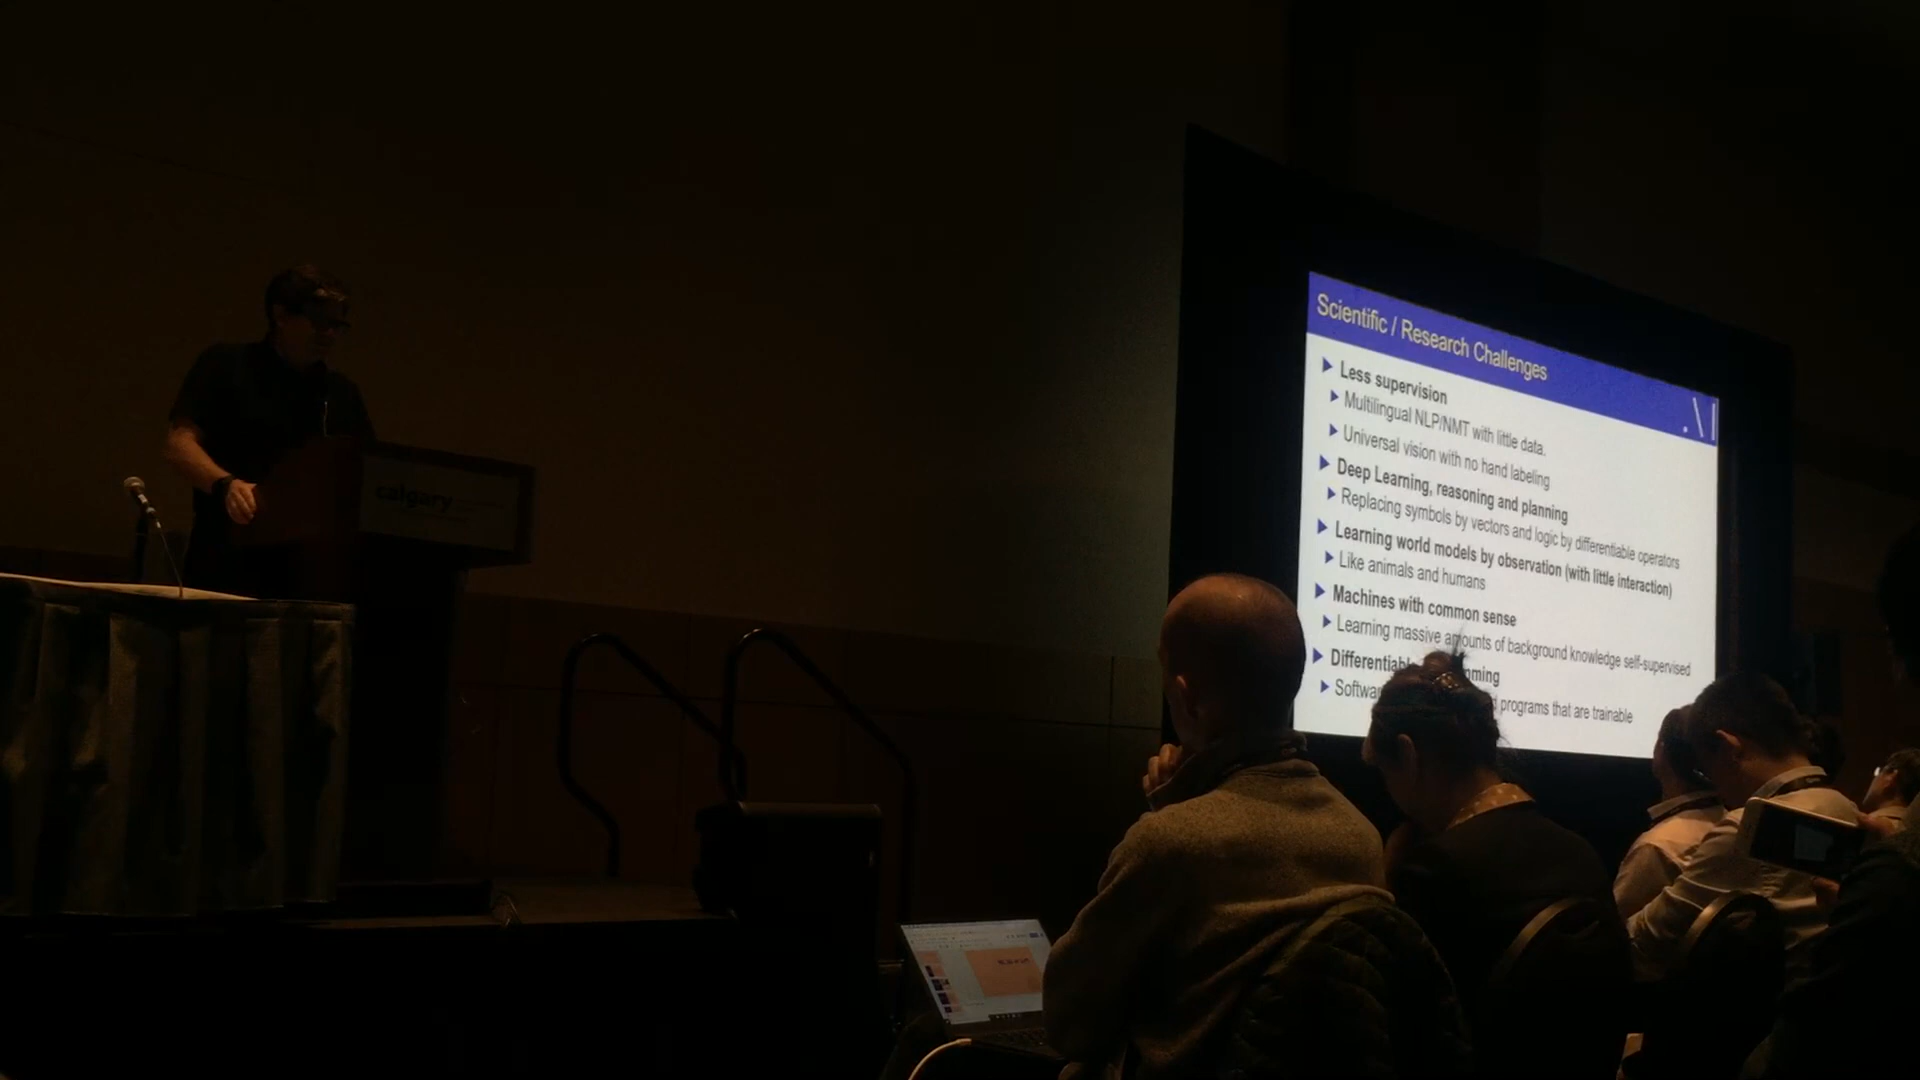 calgary
Scientific / Research Challenges
Less supervision
Multilingual NLP/NMT with little data.
Universal vision with no hand labeling
Deep Learning, reasoning and planning
Replacing symbols by vectors and logic by differentiable operators
Learning world models by observation (with little interaction)
Like animals and humans
Machines with common sense
Learning massive amounts of background knowledge self-supervised
programs that are trainable